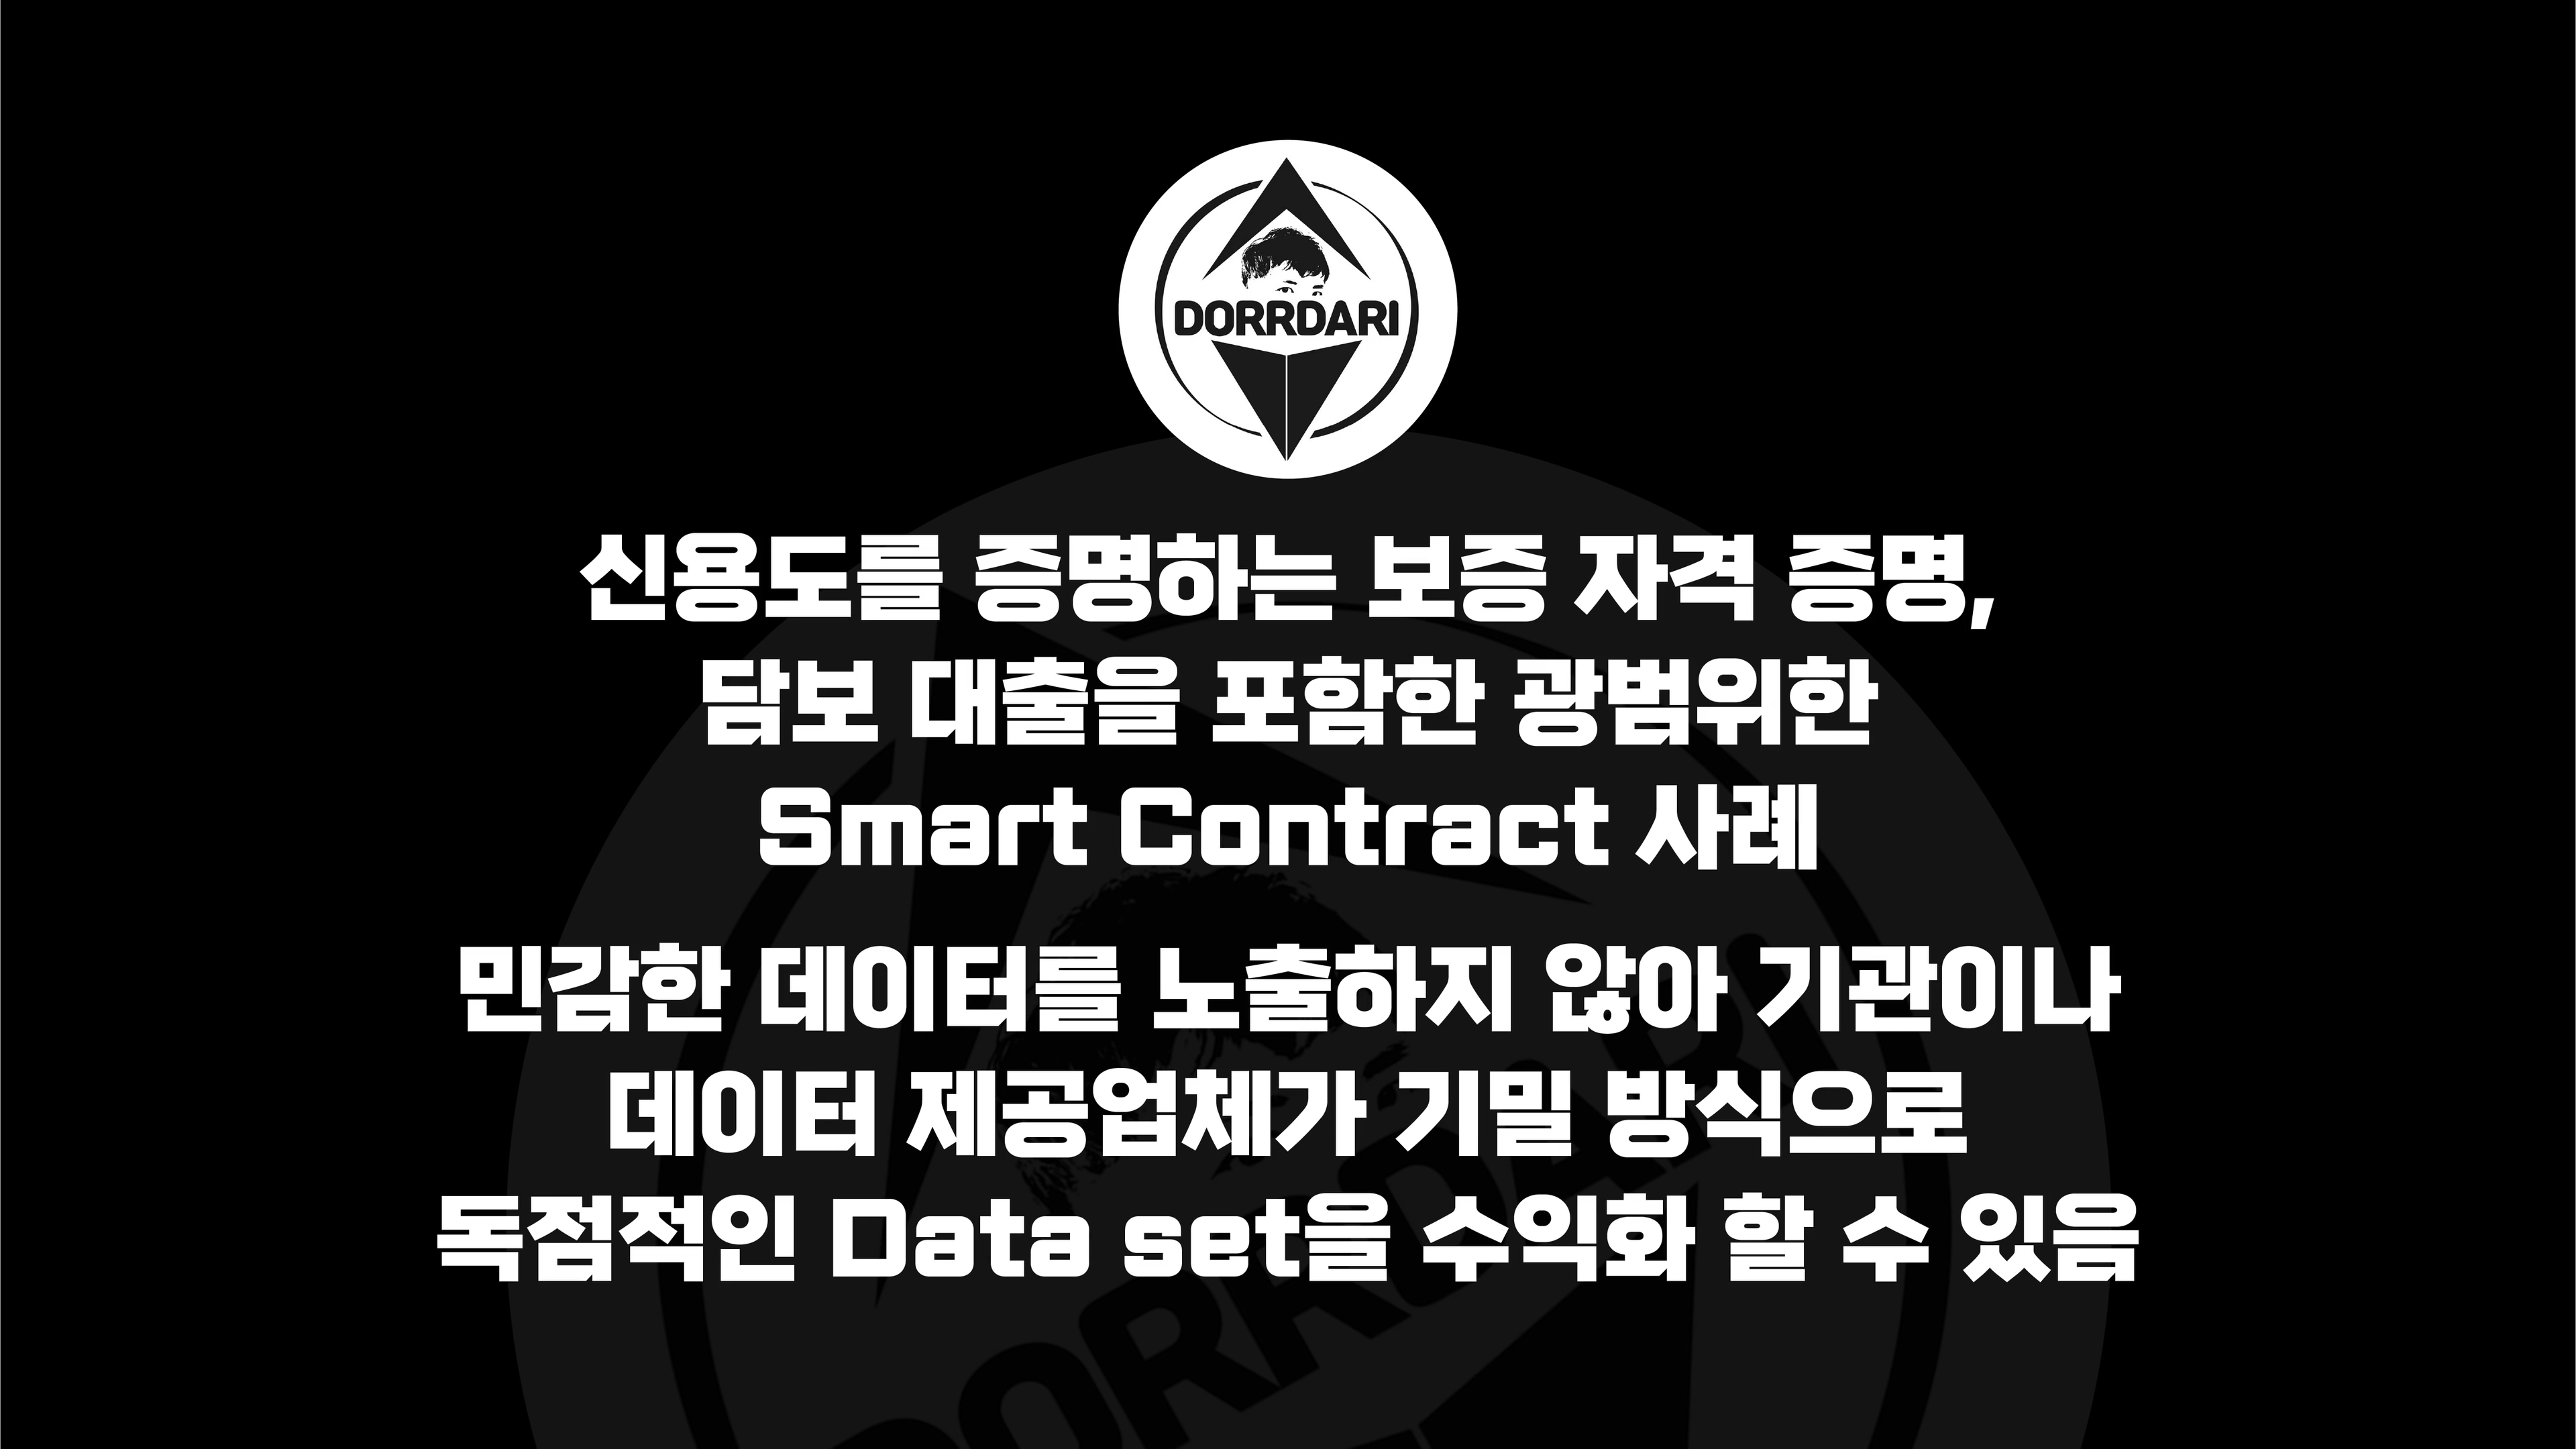 DORRDARI
신용도를 증명하는 보증 자격 증명,
담보 대출을 포함한 광범위한
Smart Contract 사례
민감한 데이터를 노출하지 않아 기관이나
데이터 제공업체가 기밀 방식으로
독점적인 Data set을 수익화 할 수 있음
DORRDARI